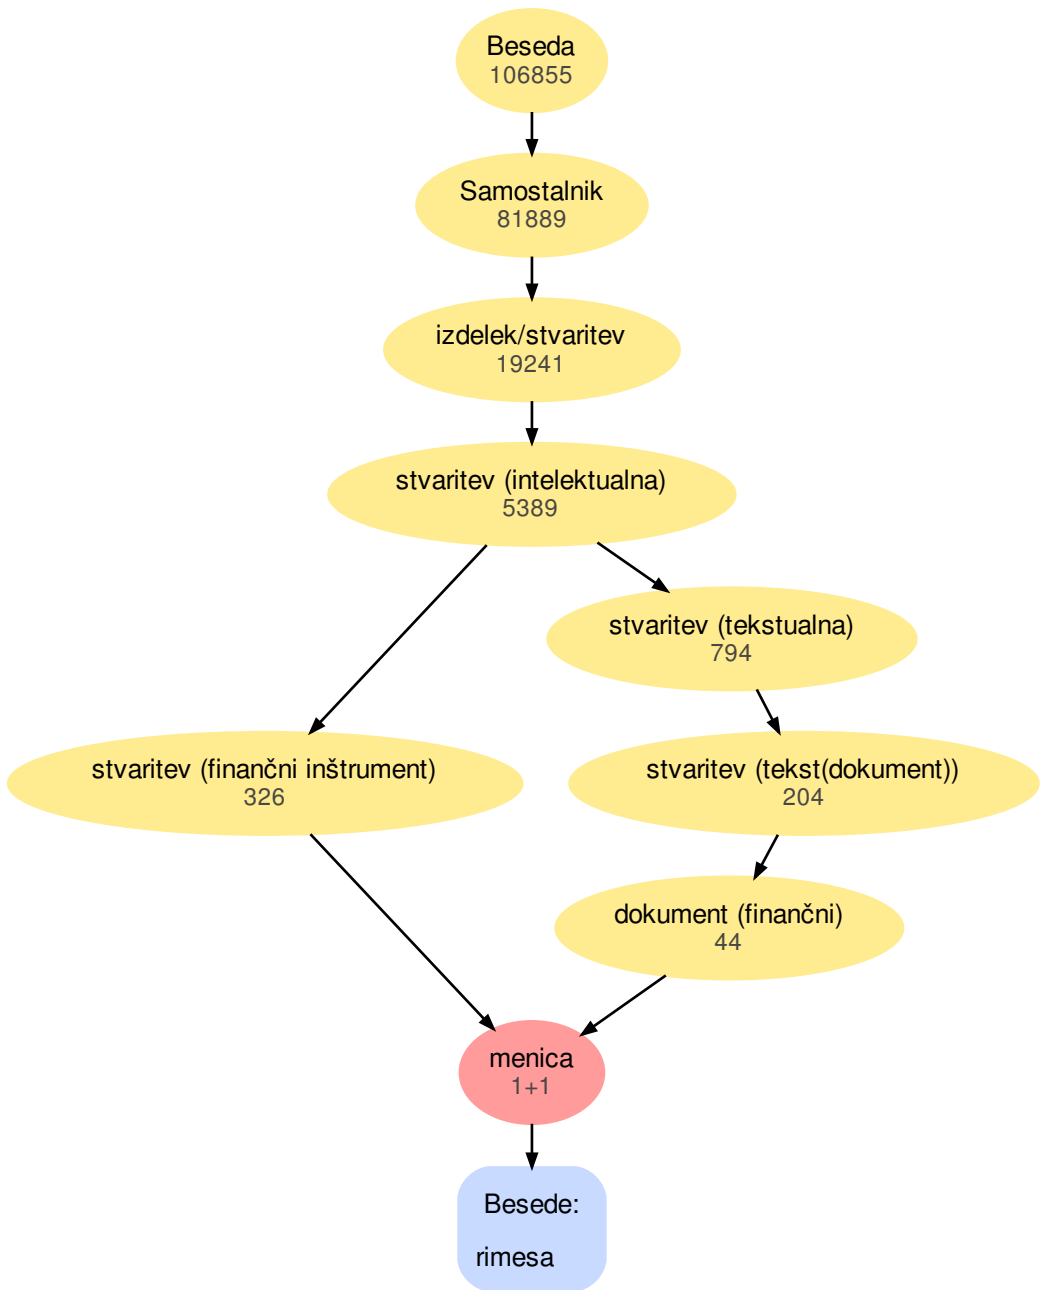 Beseda
106855
Samostalnik
81889
izdelek/stvaritev
19241
stvaritev (intelektualna)
5389
stvaritev (tekstualna)
794
stvaritev (finančni inštrument)
326
stvaritev (tekst(dokument))
204
dokument (finančni)
44
menica
1+1
Besede:
rimesa